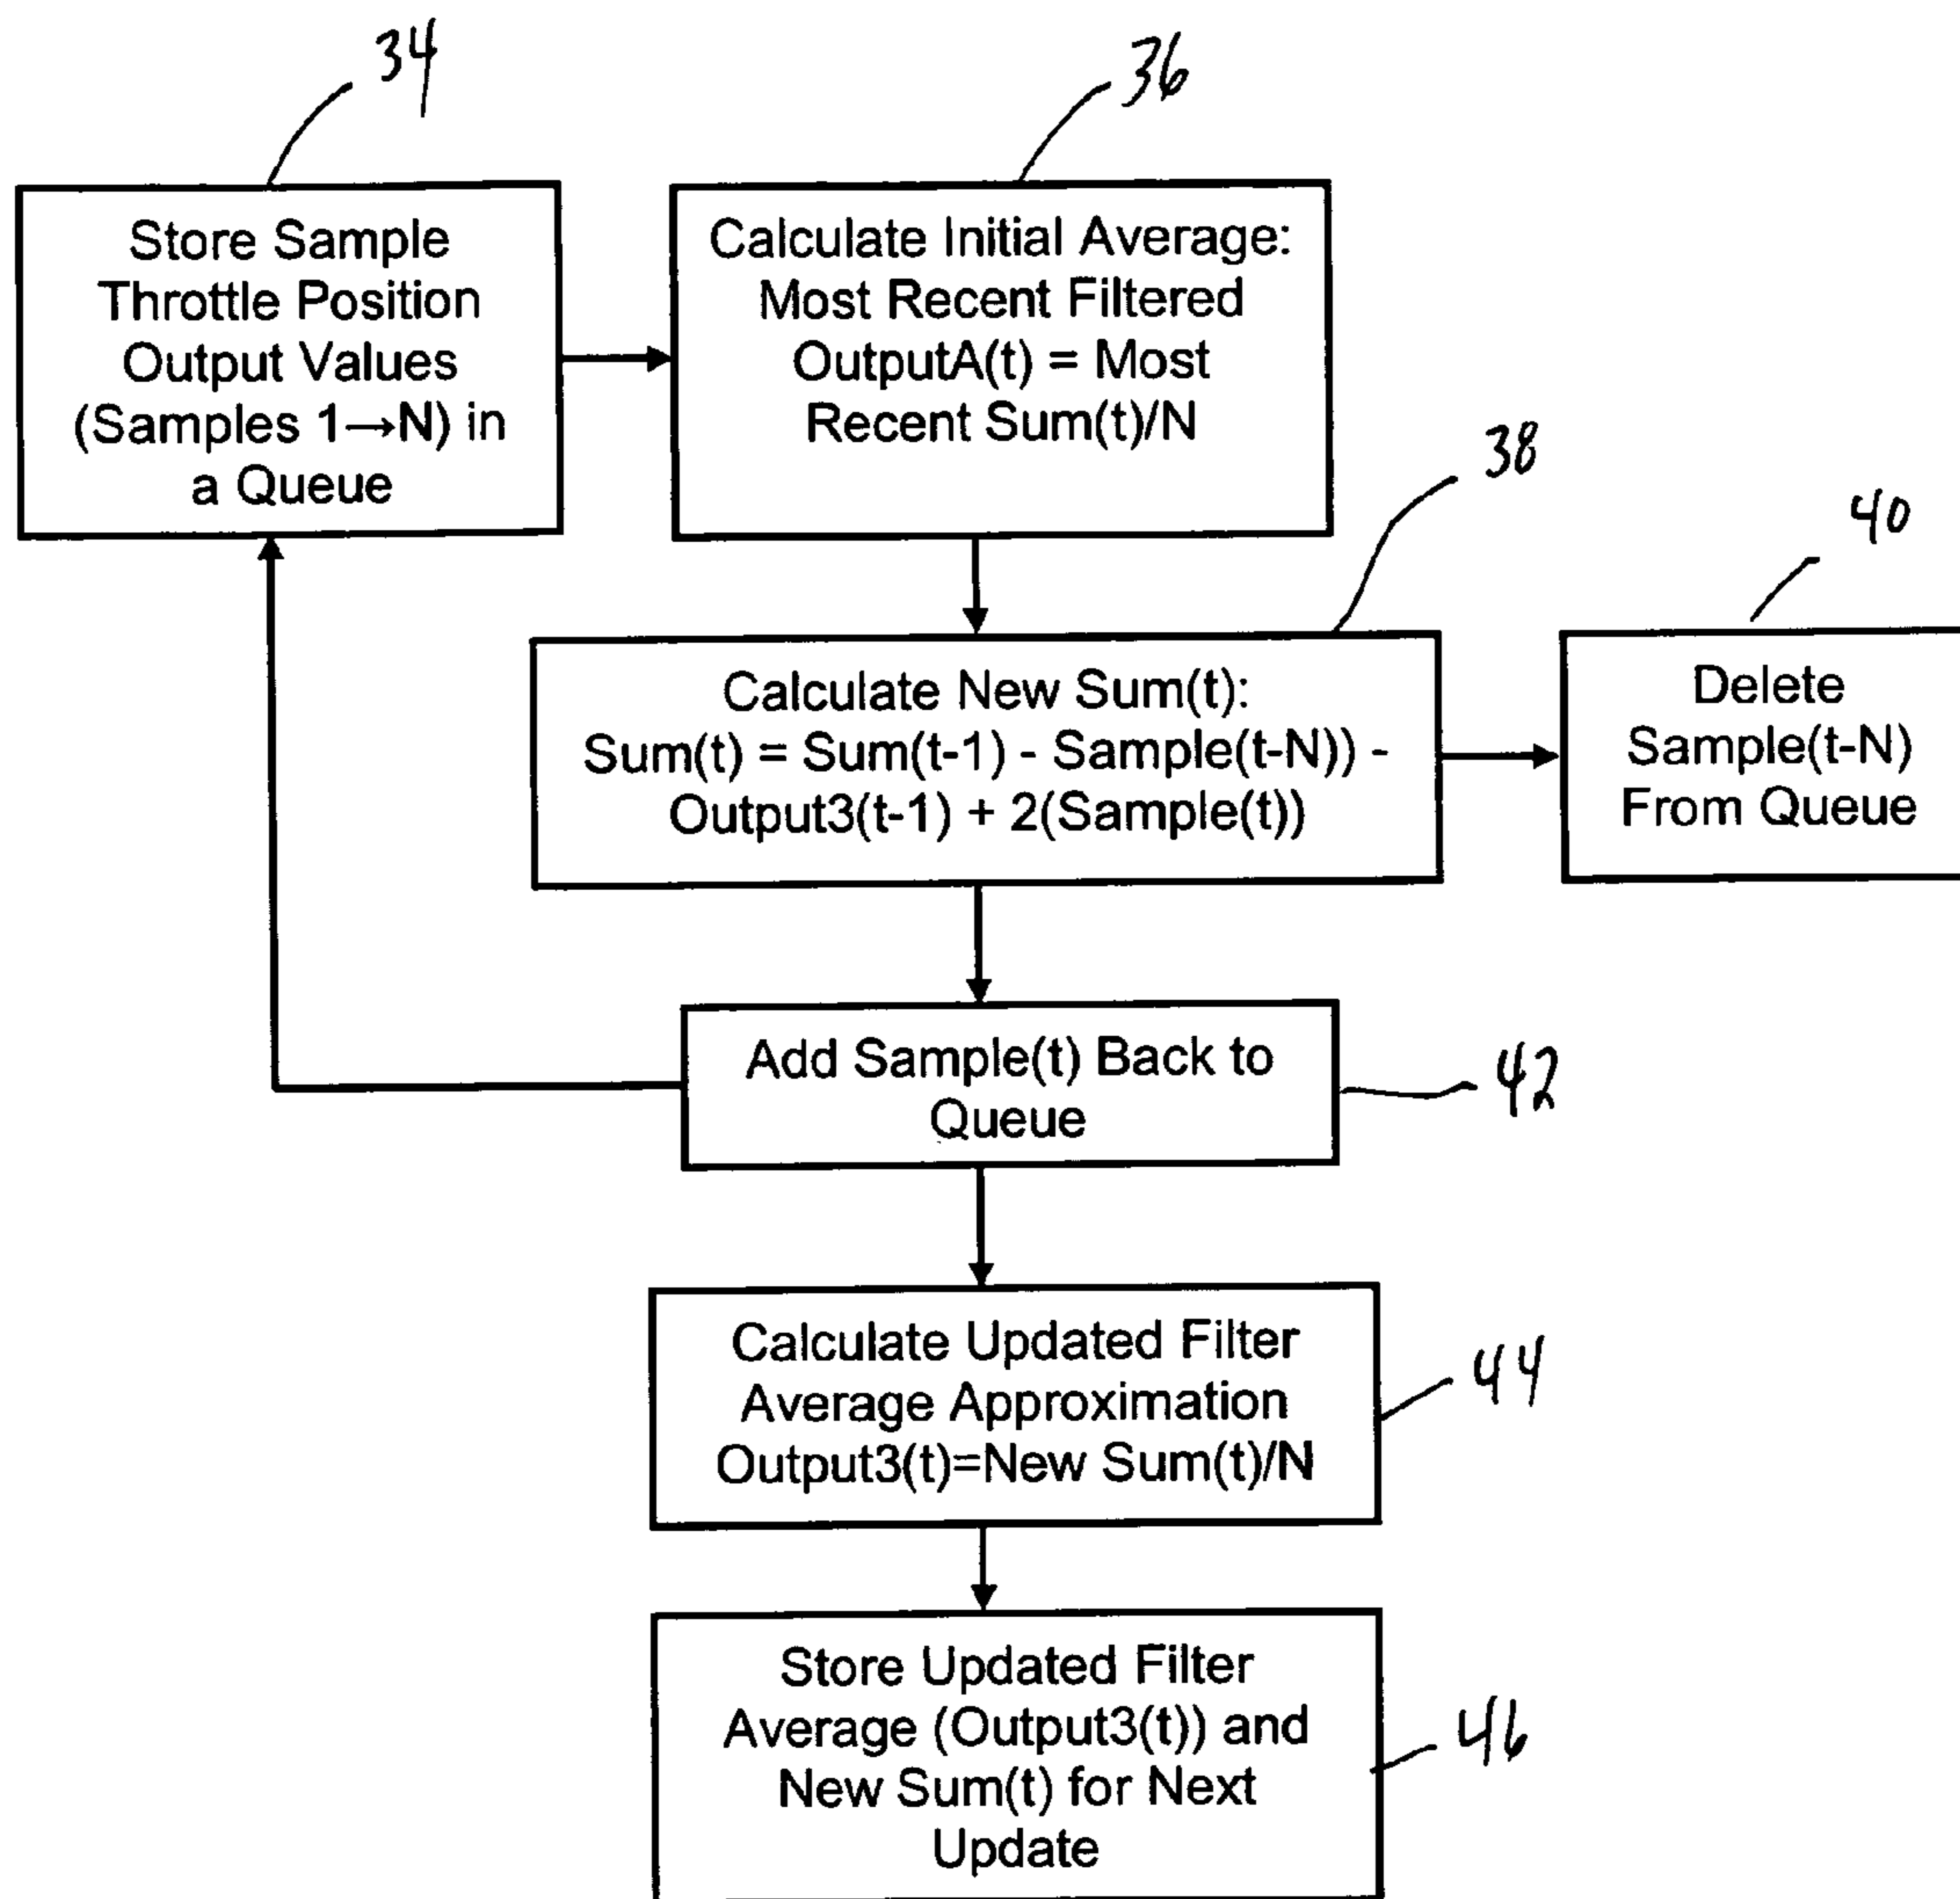 34
36
Store Sample
Throttle Position
Output Values
(Samples 1→N) in
a Queue
Calculate Initial Average:
Most Recent Filtered
OutputA(t) = Most
Recent Sum(t)/N
38
40
Calculate New Sum(t):
Sum(t) = Sum(t-1) - Sample(t-N)) -
Output3(t-1) + 2(Sample(t))
Delete
Sample(t-N)
From Queue
Add Sample(t) Back to
Queue
42
Calculate Updated Filter
Average Approximation
Output3(t)=New Sum(t)/N
44
Store Updated Filter
Average (Output3(t)) and
New Sum(t) for Next
Update
46